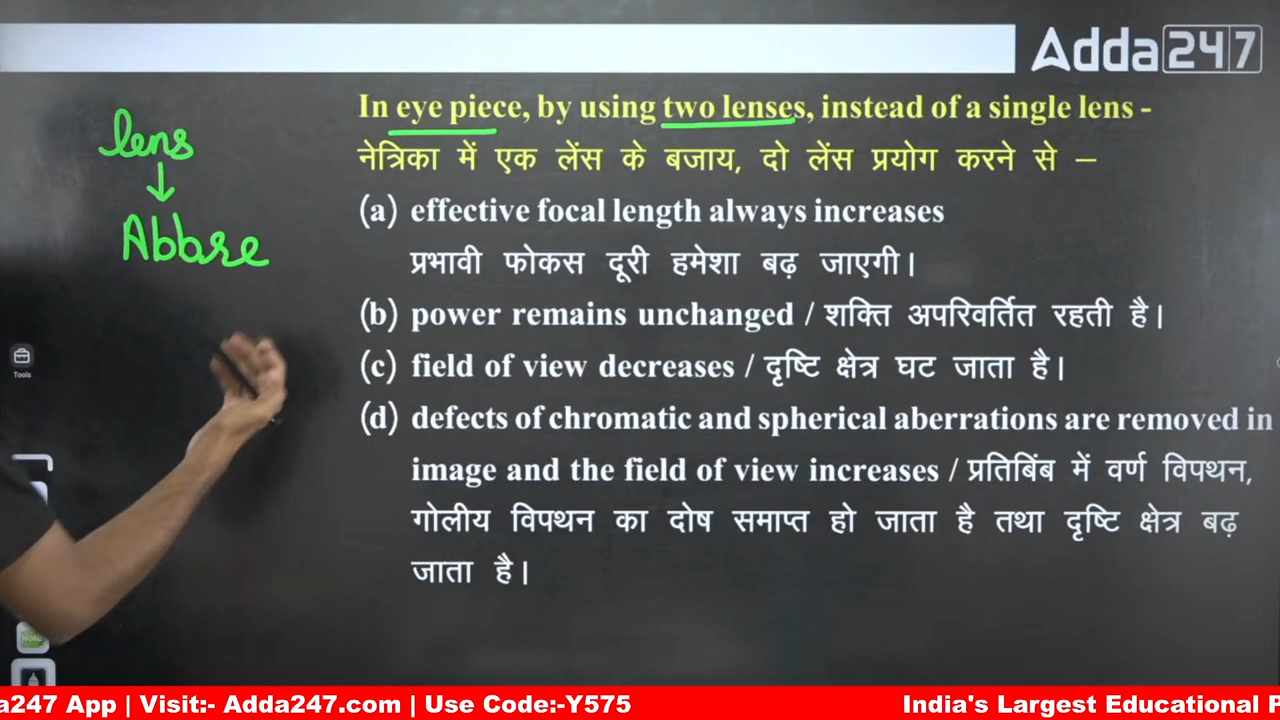 Adda247
lens
↓
Abbre
In eye piece, by using two lenses, instead of a single lens -
नेत्रिका में एक लेंस के बजाय, दो लेंस प्रयोग करने से –
(a) effective focal length always increases
प्रभावी फोकस दूरी हमेशा बढ़ जाएगी।
(b) power remains unchanged / शक्ति अपरिवर्तित रहती है।
(c) field of view decreases / दृष्टि क्षेत्र घट जाता है।
(d) defects of chromatic and spherical aberrations are removed in
image and the field of view increases / प्रतिबिंब में वर्ण विपथन,
गोलीय विपथन का दोष समाप्त हो जाता है तथा दृष्टि क्षेत्र बढ़
जाता है।
Tools
NOTE
a247 App | Visit:- Adda247.com | Use Code:-Y575
India's Largest Educational P